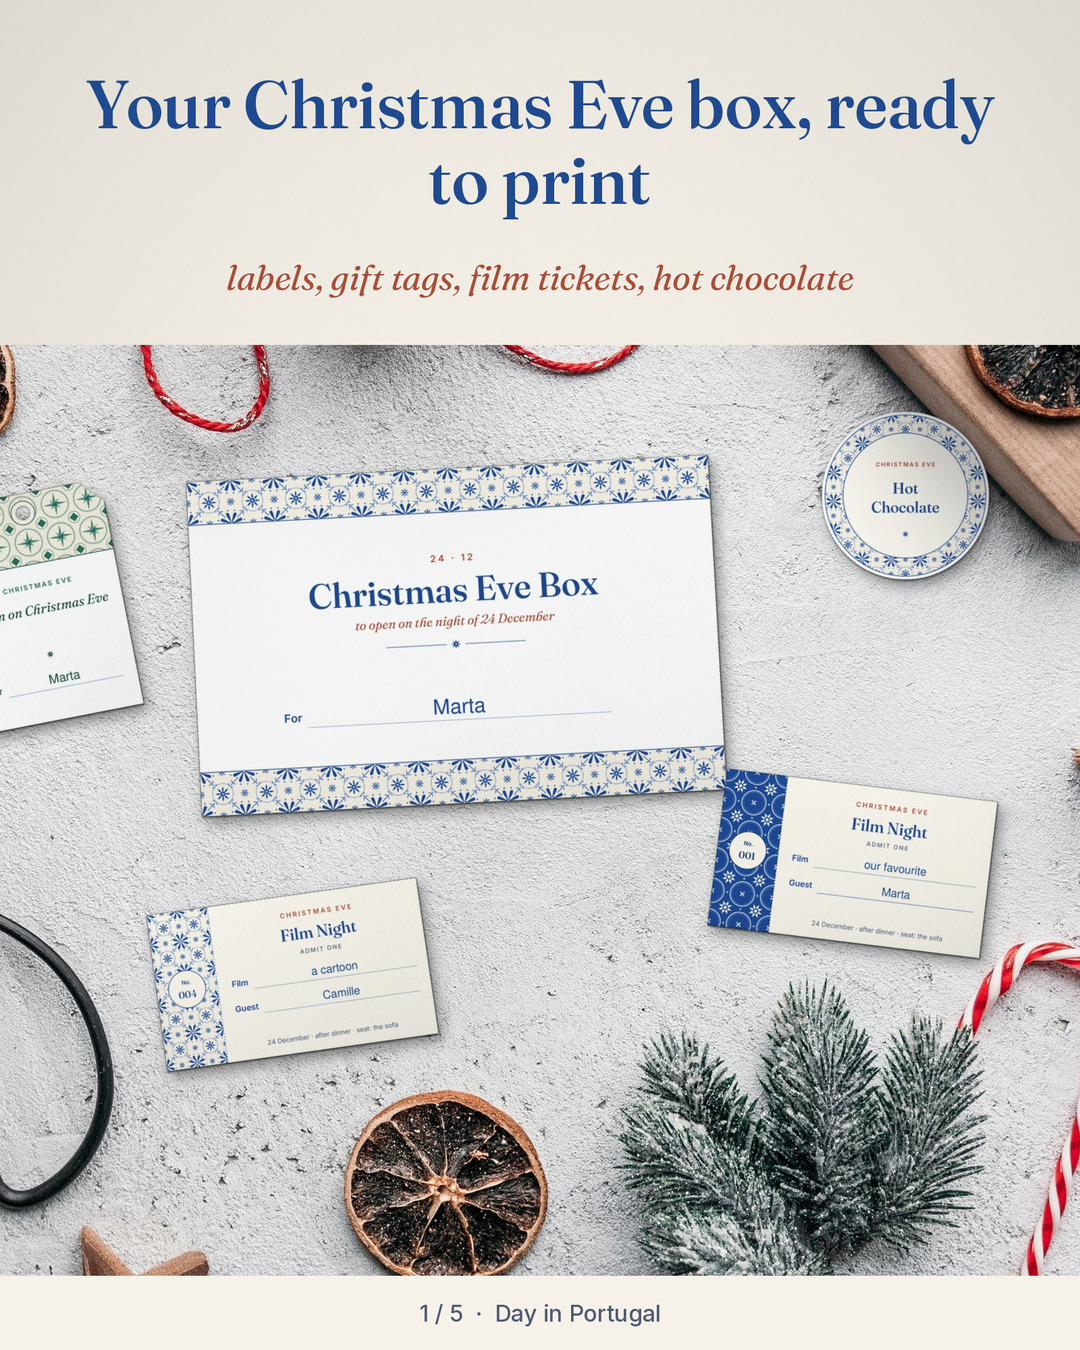 Your Christmas Eve box, ready
to print
labels, gift tags, film tickets, hot chocolate
CHRISTMAS EVE
Hot
Chocolate
24 · 12
Christmas Eve Box
to open on the night of 24 December
For Marta
CHRISTMAS EVE
on Christmas Eve
Marta
CHRISTMAS EVE
Film Night
ADMIT ONE
No.
001
Film our favourite
Guest Marta
24 December · after dinner · seat: the sofa
CHRISTMAS EVE
Film Night
ADMIT ONE
No.
004
Film a cartoon
Guest Camille
24 December · after dinner · seat: the sofa
1 / 5 · Day in Portugal